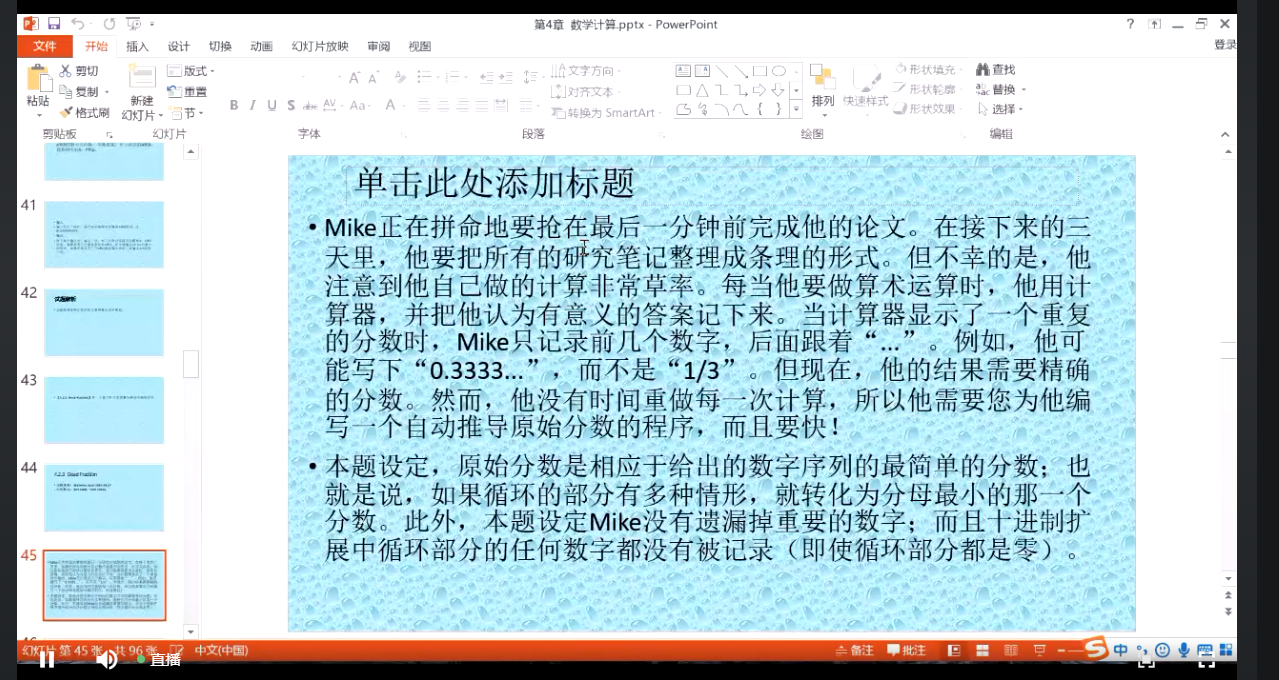 第4章 数学计算.pptx - PowerPoint
?
登录
文件 开始 插入 设计 切换 动画 幻灯片放映 审阅 视图
粘贴 剪切 复制 格式刷
新建 幻灯片 版式 重置 节
B I U S abc AV Aa A
文字方向 对齐文本 转换为 SmartArt
排列 快速样式 形状填充 形状轮廓 形状效果
查找 替换 选择
剪贴板 幻灯片 字体 段落 绘图 编辑
41
42
试题解析
43
44
45
单击此处添加标题
• Mike正在拼命地要抢在最后一分钟前完成他的论文。在接下来的三
天里，他要把所有的研究笔记整理成条理的形式。但不幸的是，他
注意到他自己做的计算非常草率。每当他要做算术运算时，他用计
算器，并把他认为有意义的答案记下来。当计算器显示了一个重复
的分数时，Mike只记录前几个数字，后面跟着“...”。例如，他可
能写下“0.3333...”，而不是“1/3”。但现在，他的结果需要精确
的分数。然而，他没有时间重做每一次计算，所以他需要您为他编
写一个自动推导原始分数的程序，而且要快！
• 本题设定，原始分数是相应于给出的数字序列的最简单的分数；也
就是说，如果循环的部分有多种情形，就转化为分母最小的那一个
分数。此外，本题设定Mike没有遗漏掉重要的数字；而且十进制扩
展中循环部分的任何数字都没有被记录（即使循环部分都是零）。
幻灯片 第 45 张，共 96 张 中文(中国) 备注 批注
直播
中